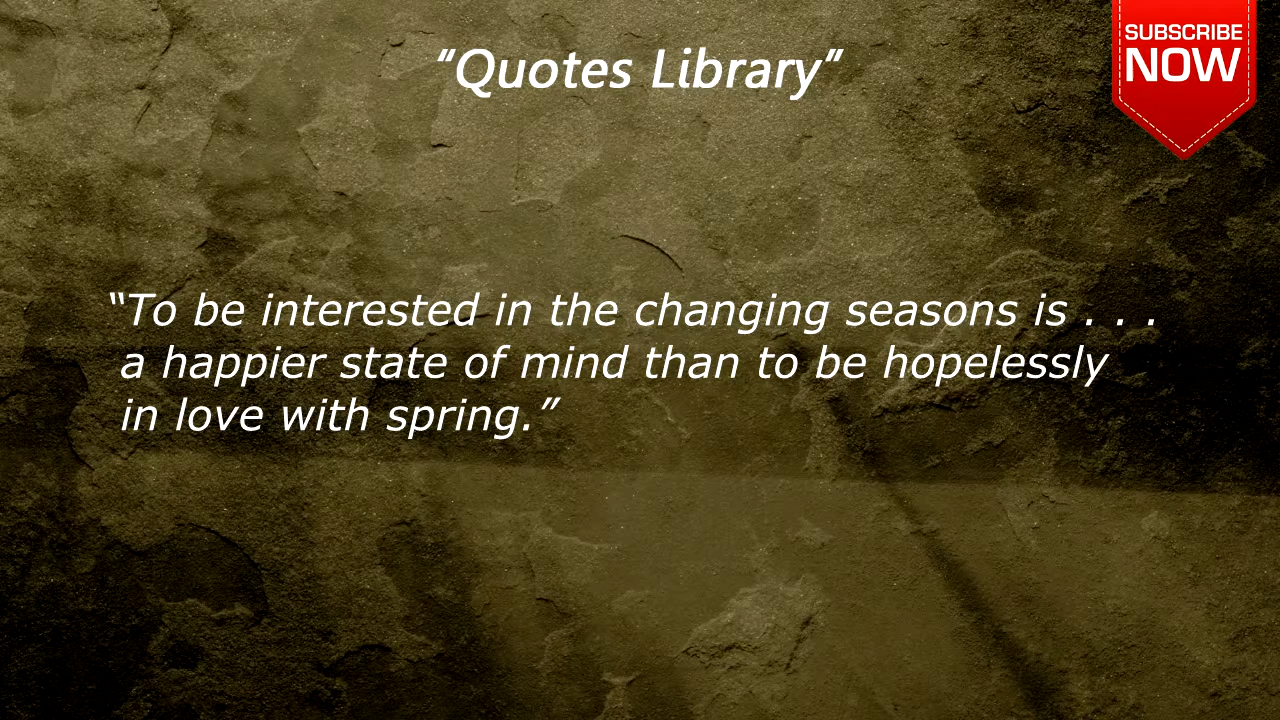 “Quotes Library”
SUBSCRIBE
NOW
“To be interested in the changing seasons is . . .
a happier state of mind than to be hopelessly
in love with spring.”